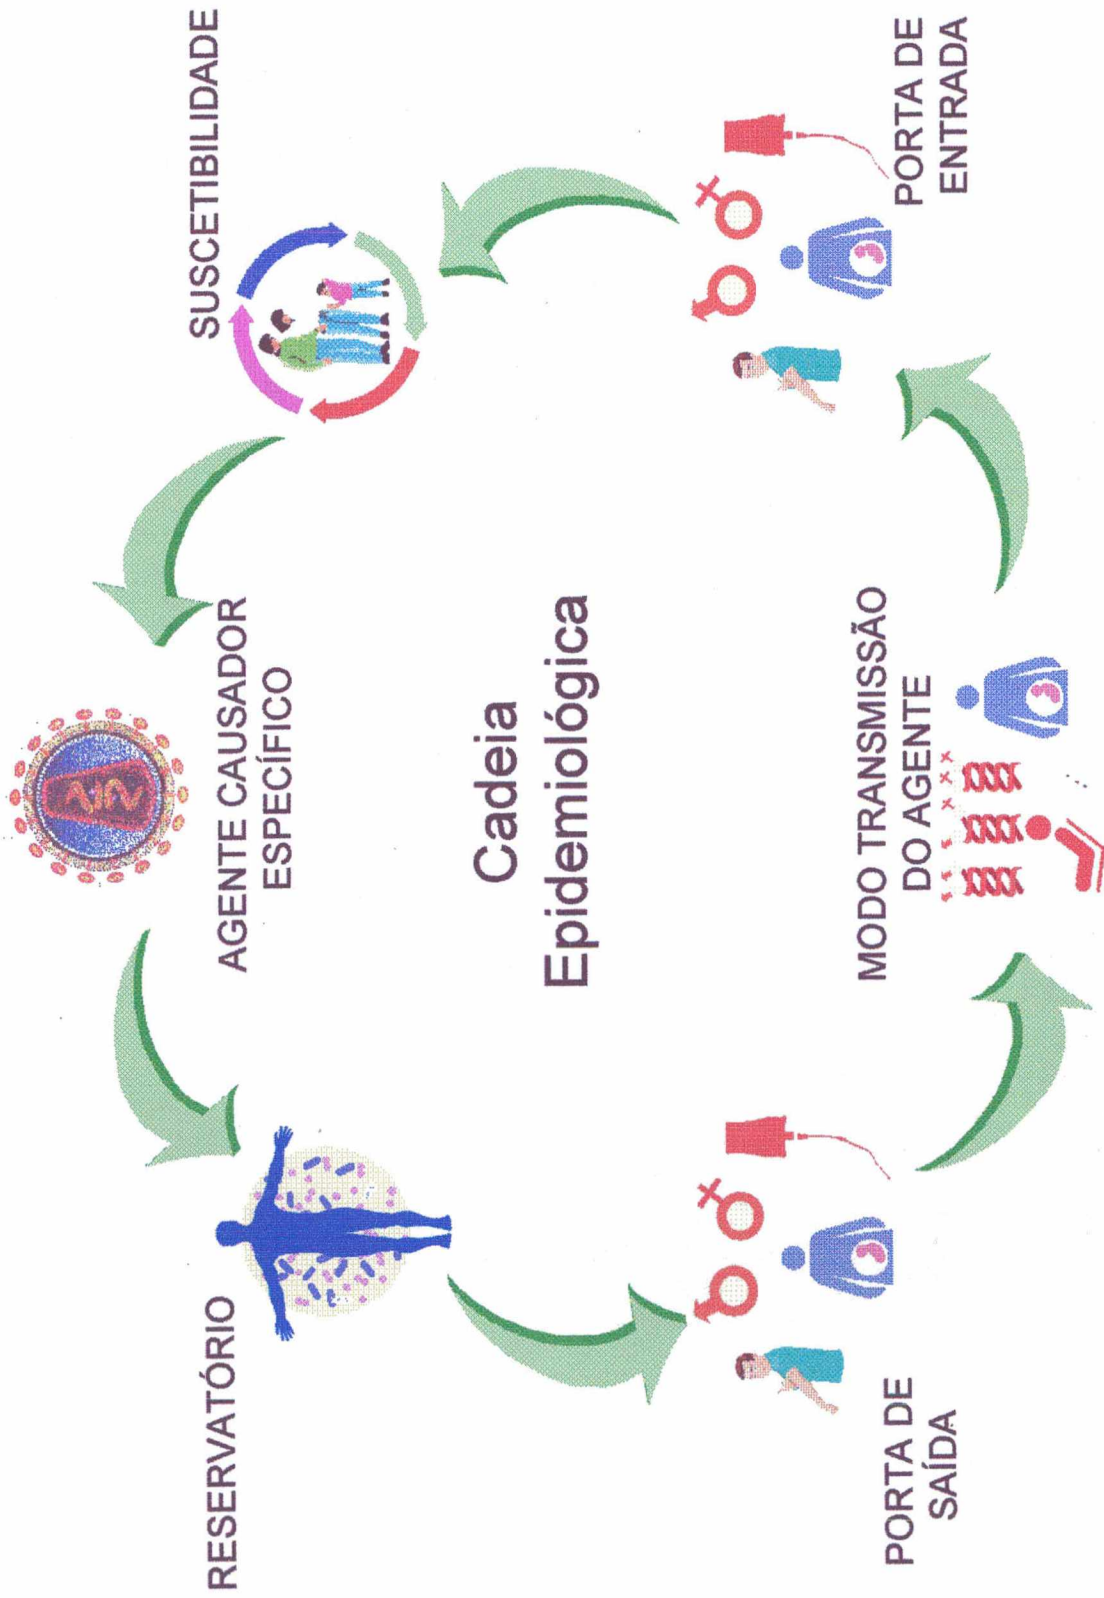 RESERVATÓRIO
AGENTE CAUSADOR
ESPECÍFICO
SUSCETIBILIDADE
Cadeia
Epidemiológica
PORTA DE
SAÍDA
MODO TRANSMISSÃO
DO AGENTE
PORTA DE
ENTRADA